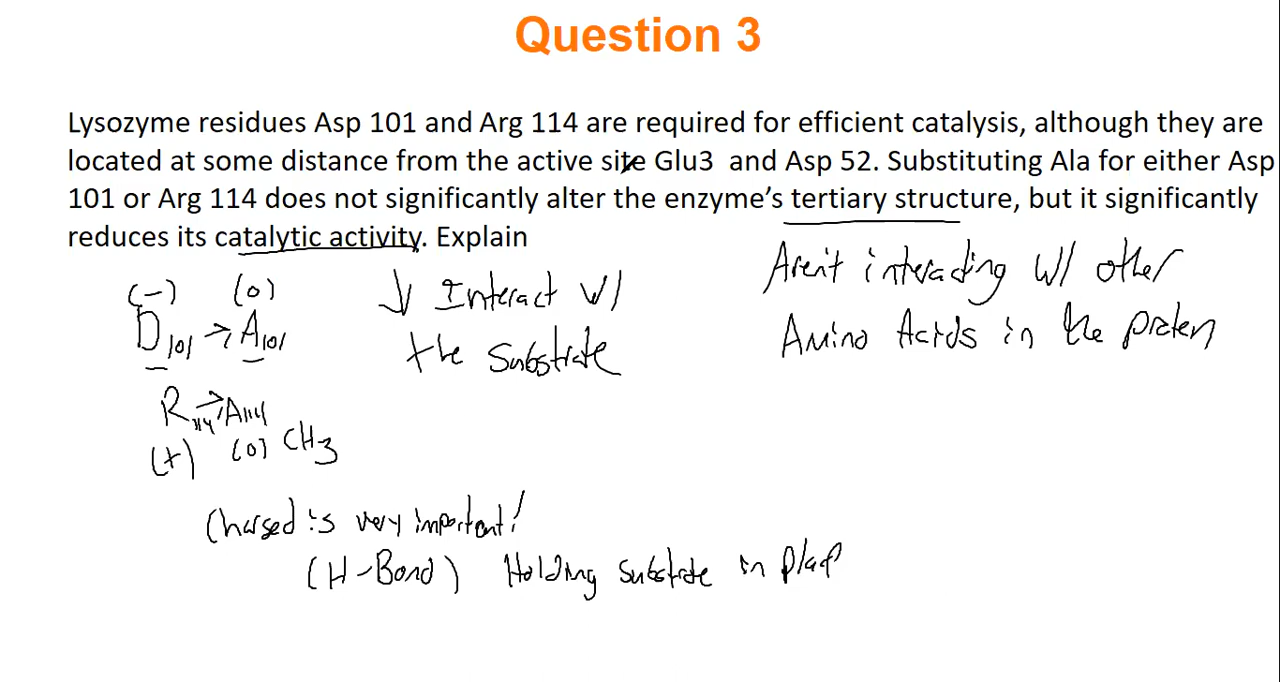 Question 3
Lysozyme residues Asp 101 and Arg 114 are required for efficient catalysis, although they are
located at some distance from the active site Glu3  and Asp 52. Substituting Ala for either Asp
101 or Arg 114 does not significantly alter the enzyme’s tertiary structure, but it significantly
reduces its catalytic activity. Explain
(-) (0)
D101 → A101
↓ Interact w/
the Substrate
Aren't interacting w/ other
Amino Acids in the protein
R114 → A114
(+) (0) CH3
Charged is very important!
(H-Bond) Holding substrate in place